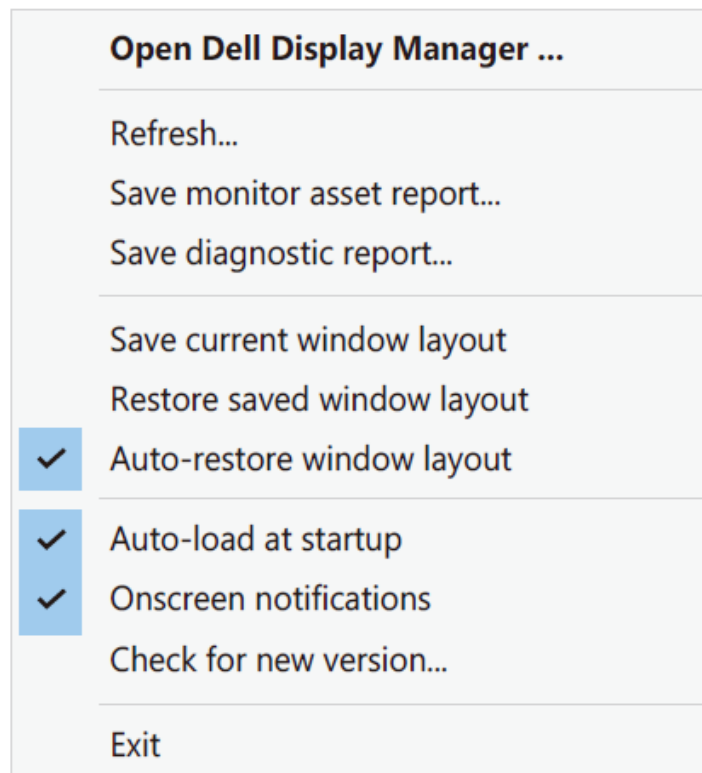 Open Dell Display Manager ...
Refresh...
Save monitor asset report...
Save diagnostic report...
Save current window layout
Restore saved window layout
Auto-restore window layout
Auto-load at startup
Onscreen notifications
Check for new version...
Exit